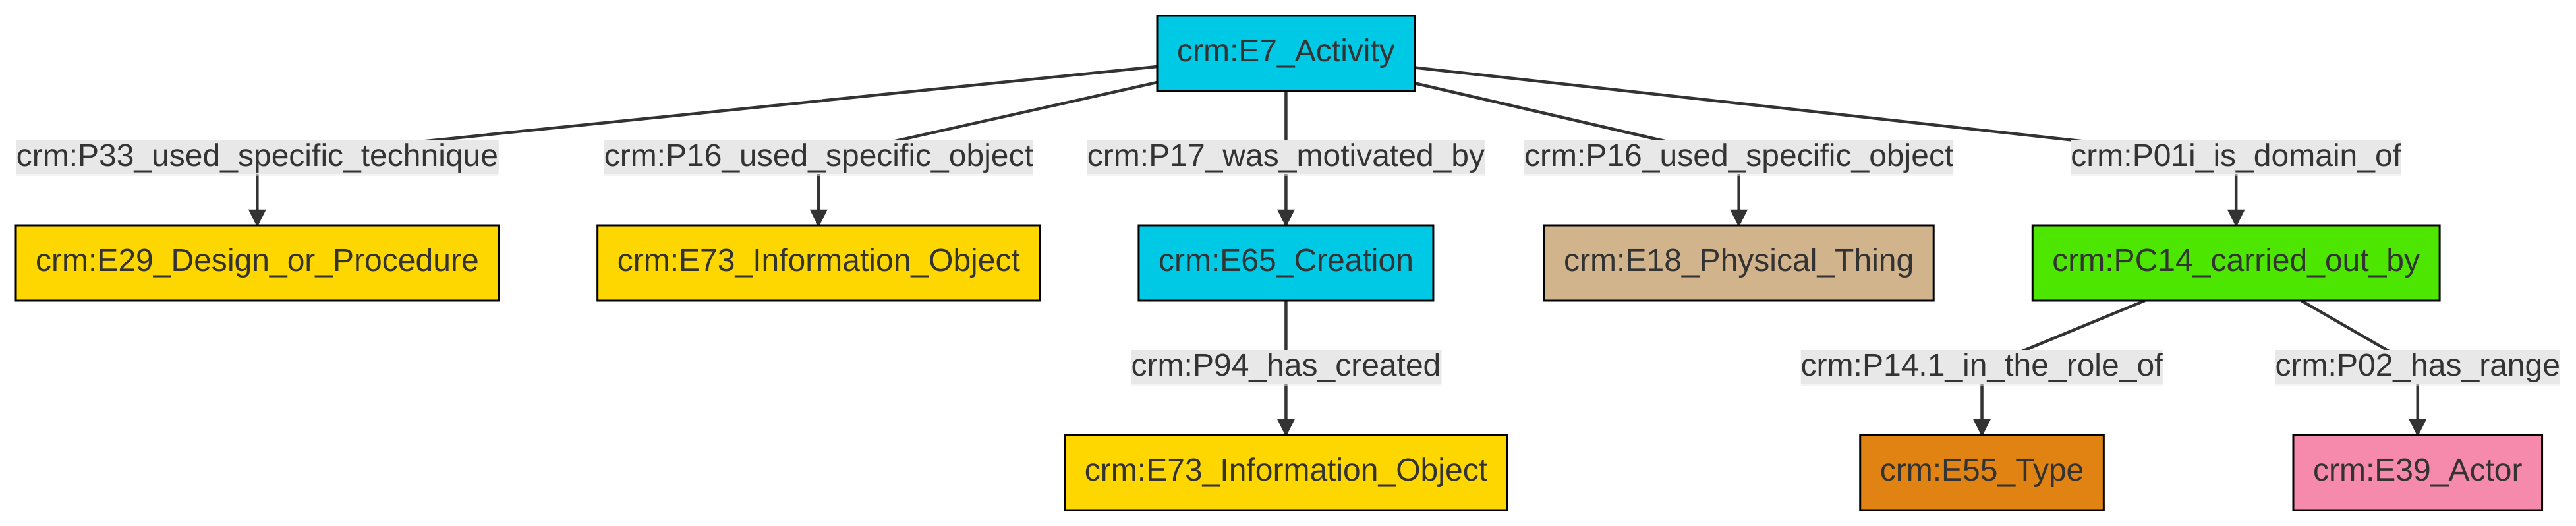 crm:E7_Activity
crm:P33_used_specific_technique
crm:P16_used_specific_object
crm:P17_was_motivated_by
crm:P16_used_specific_object
crm:P01i_is_domain_of
crm:E29_Design_or_Procedure
crm:E73_Information_Object
crm:E65_Creation
crm:E18_Physical_Thing
crm:PC14_carried_out_by
crm:P94_has_created
crm:P14.1_in_the_role_of
crm:P02_has_range
crm:E73_Information_Object
crm:E55_Type
crm:E39_Actor